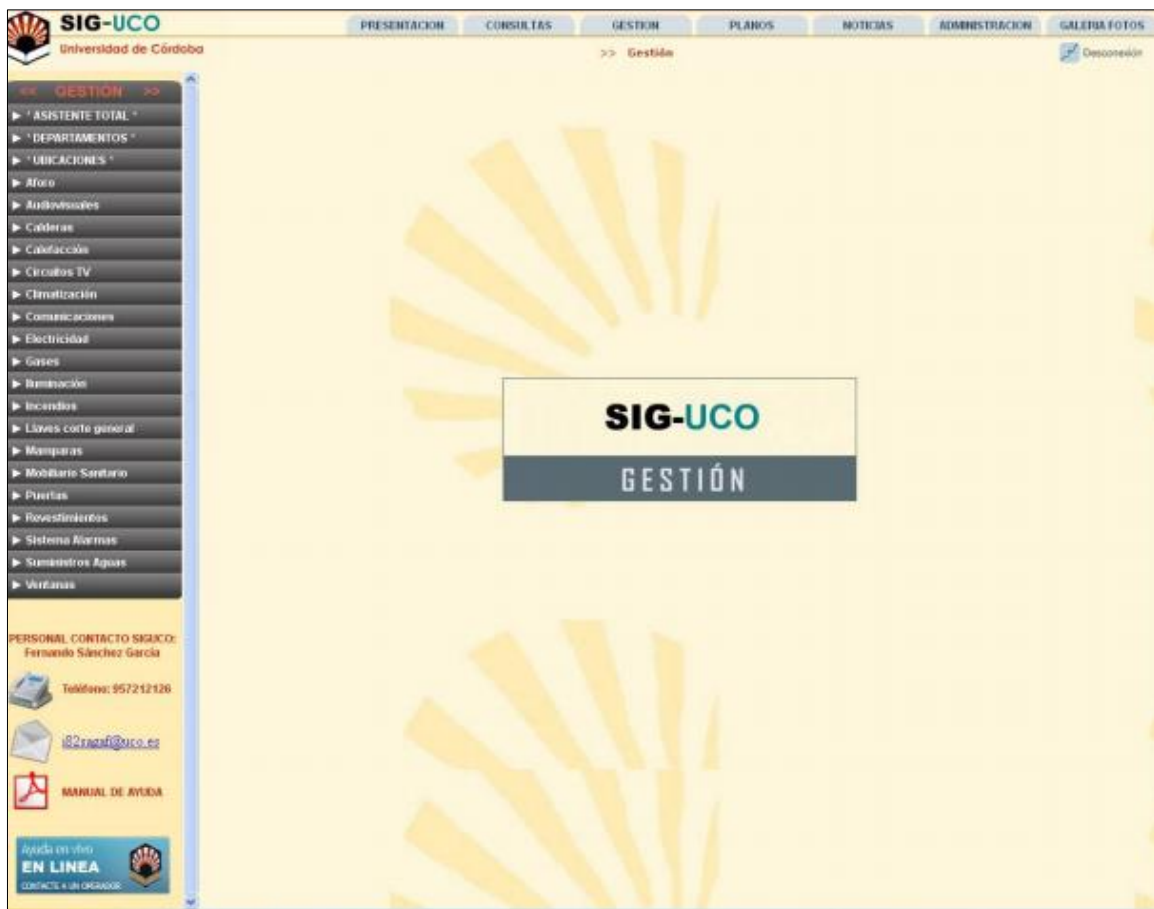 SIG-UCO
Universidad de Córdoba
PRESENTACION CONSULTAS GESTION PLANOS NOTICIAS ADMINISTRACION GALERIA FOTOS
>> Gestión
Desconexión
<< GESTIÓN >>
* ASISTENTE TOTAL *
* DEPARTAMENTOS *
* UBICACIONES *
Aforo
Audiovisuales
Calderas
Calefacción
Circuitos TV
Climatización
Comunicaciones
Electricidad
Gases
Iluminación
Incendios
Llaves corte general
Mamparas
Mobiliario Sanitario
Puertas
Revestimientos
Sistema Alarmas
Suministros Aguas
Ventanas
SIG-UCO
GESTIÓN
PERSONAL CONTACTO SIGUCO:
Fernando Sánchez García
Teléfono: 957212126
MANUAL DE AYUDA
Ayuda en vivo
EN LINEA
CONTACTE A UN OPERADOR